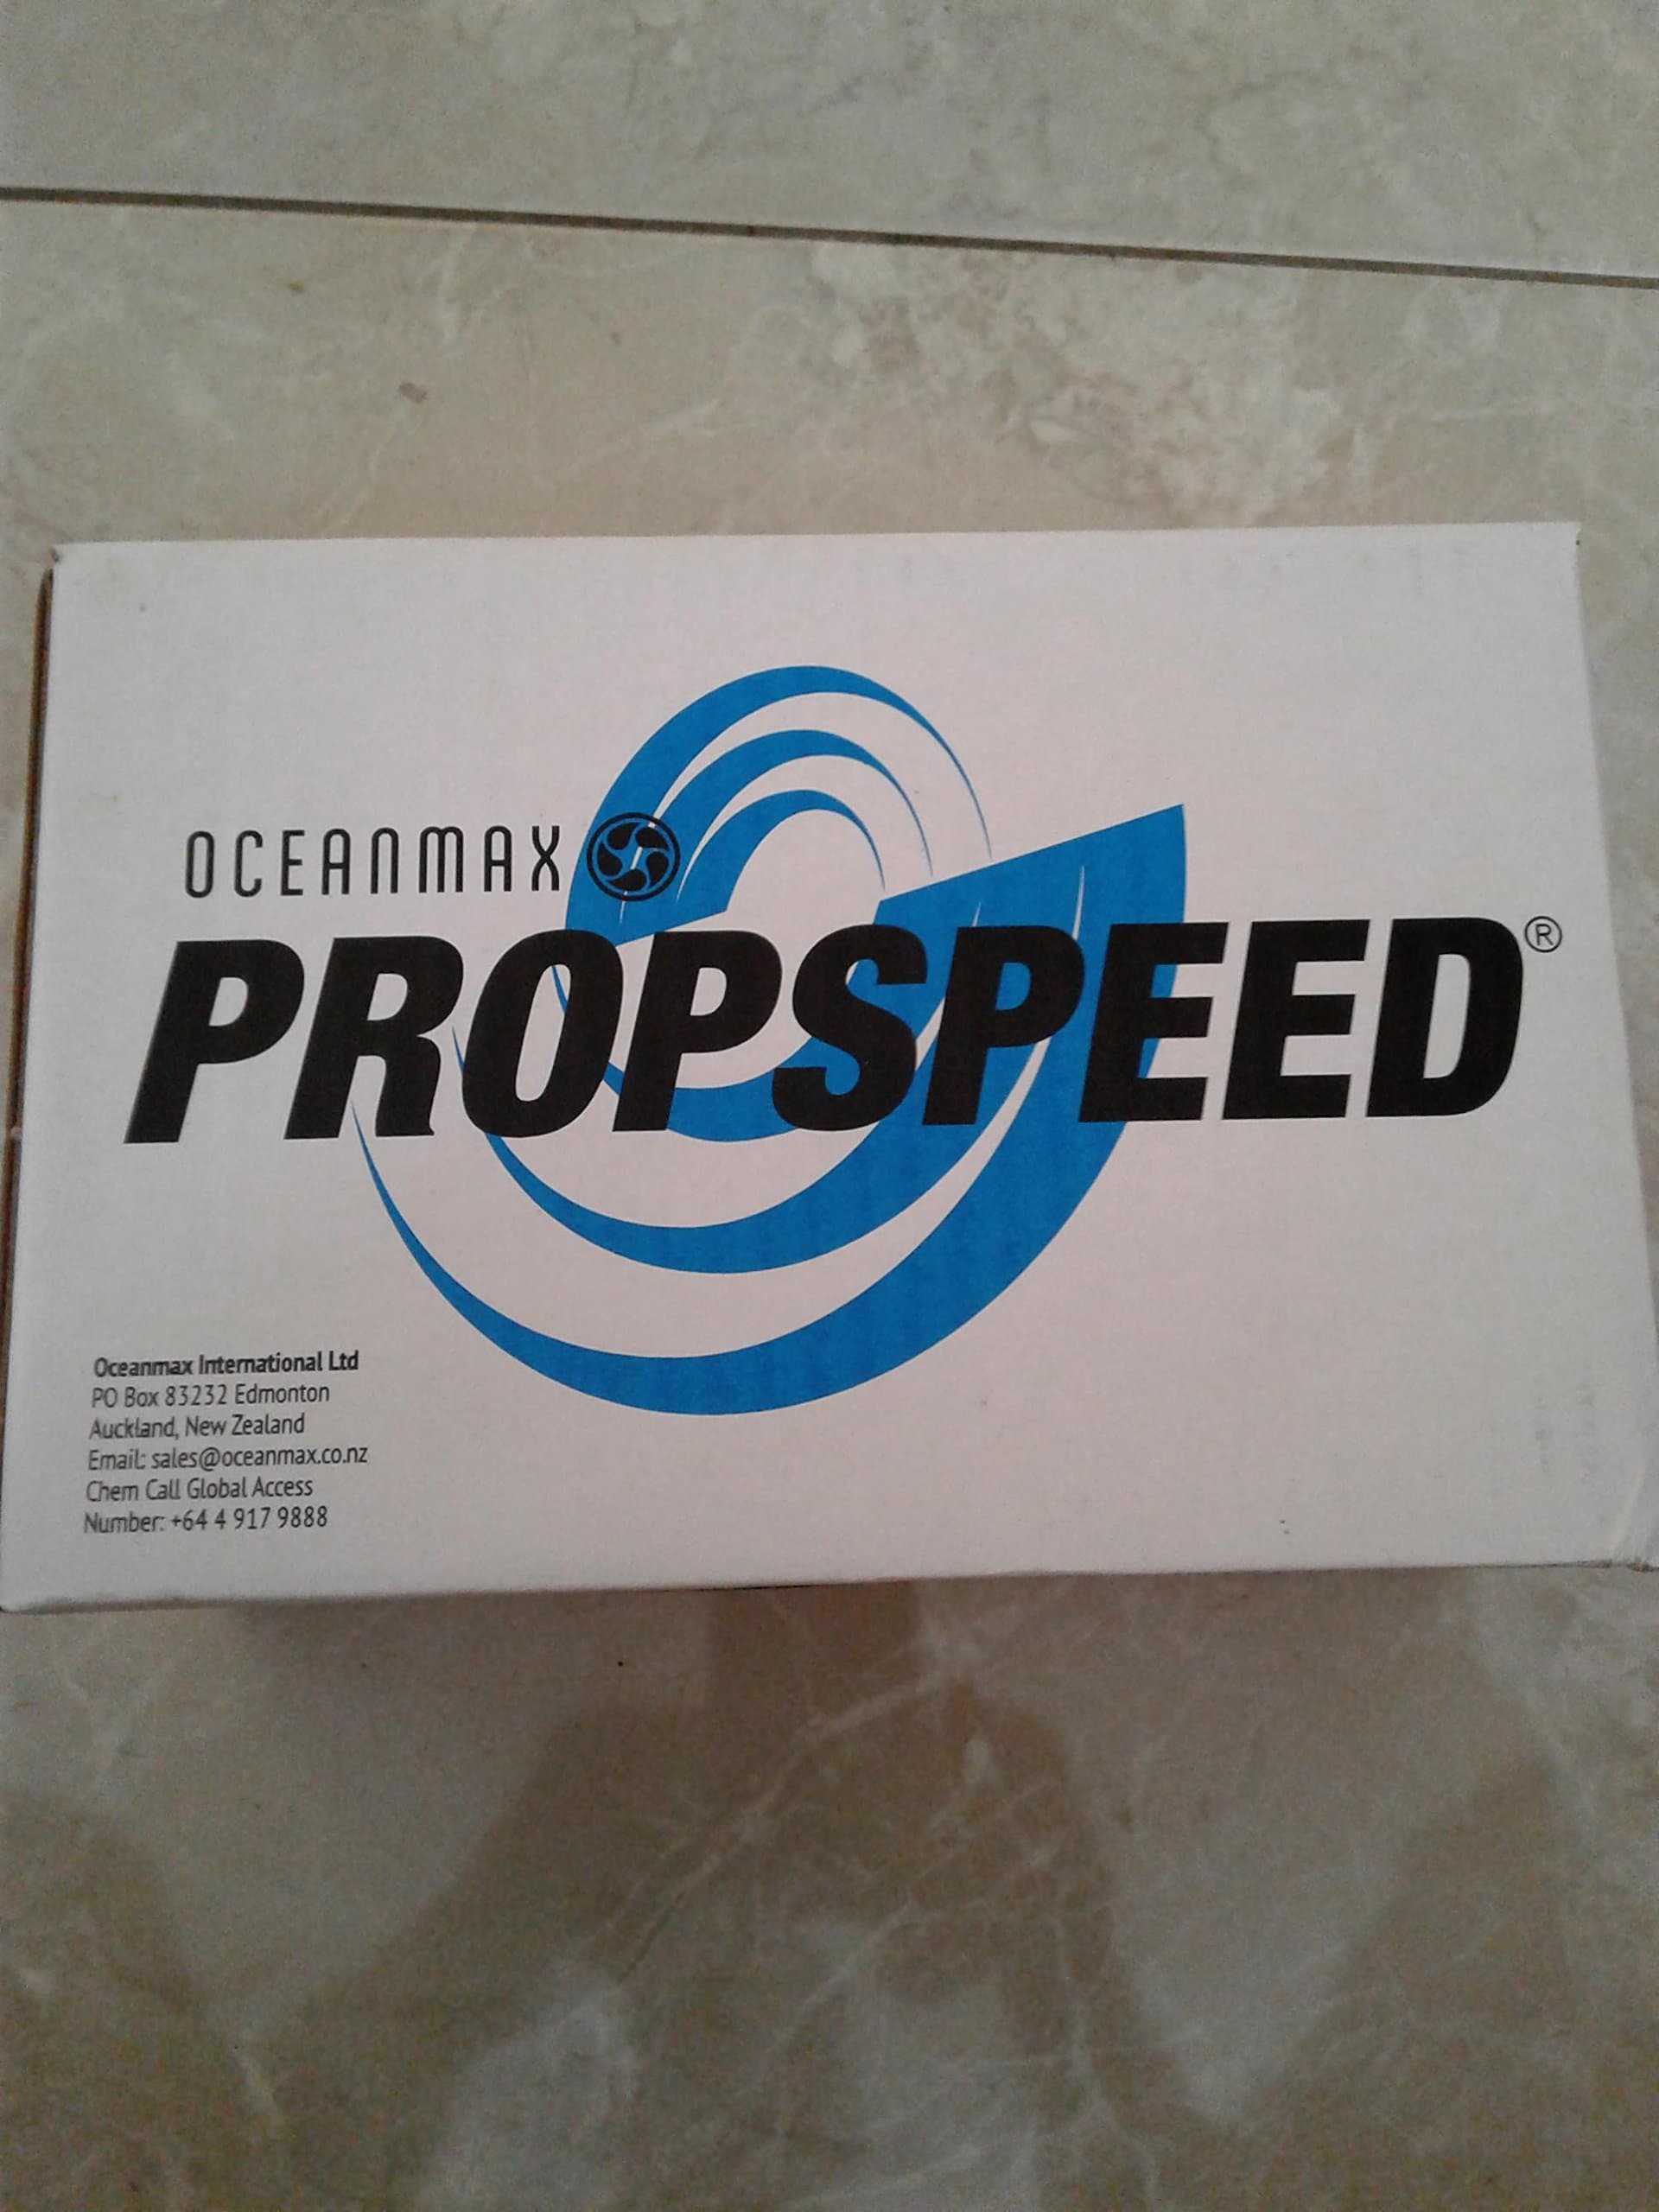 OCEANMAX
PROPSPEED®
Oceanmax International Ltd
PO Box 83232 Edmonton
Auckland, New Zealand
Email: sales@oceanmax.co.nz
Chem Call Global Access
Number: +64 4 917 9888